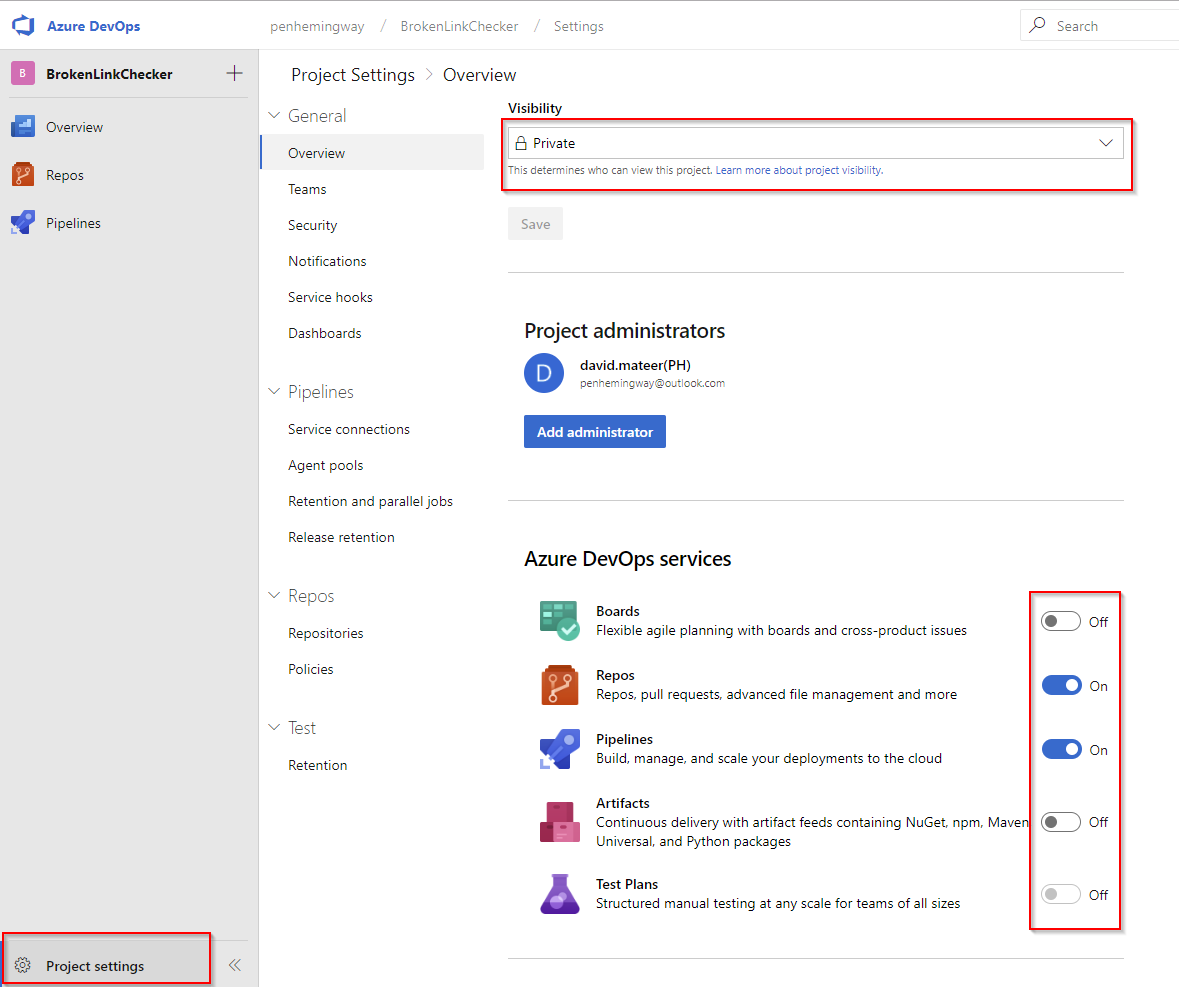 Azure DevOps
penhemingway / BrokenLinkChecker / Settings
Search
B BrokenLinkChecker
Overview
Repos
Pipelines
Project settings
Project Settings > Overview
General
Overview
Teams
Security
Notifications
Service hooks
Dashboards
Pipelines
Service connections
Agent pools
Retention and parallel jobs
Release retention
Repos
Repositories
Policies
Test
Retention
Visibility
Private
This determines who can view this project. Learn more about project visibility.
Save
Project administrators
D
david.mateer(PH)
penhemingway@outlook.com
Add administrator
Azure DevOps services
Boards
Flexible agile planning with boards and cross-product issues
Off
Repos
Repos, pull requests, advanced file management and more
On
Pipelines
Build, manage, and scale your deployments to the cloud
On
Artifacts
Continuous delivery with artifact feeds containing NuGet, npm, Maven
Universal, and Python packages
Off
Test Plans
Structured manual testing at any scale for teams of all sizes
Off